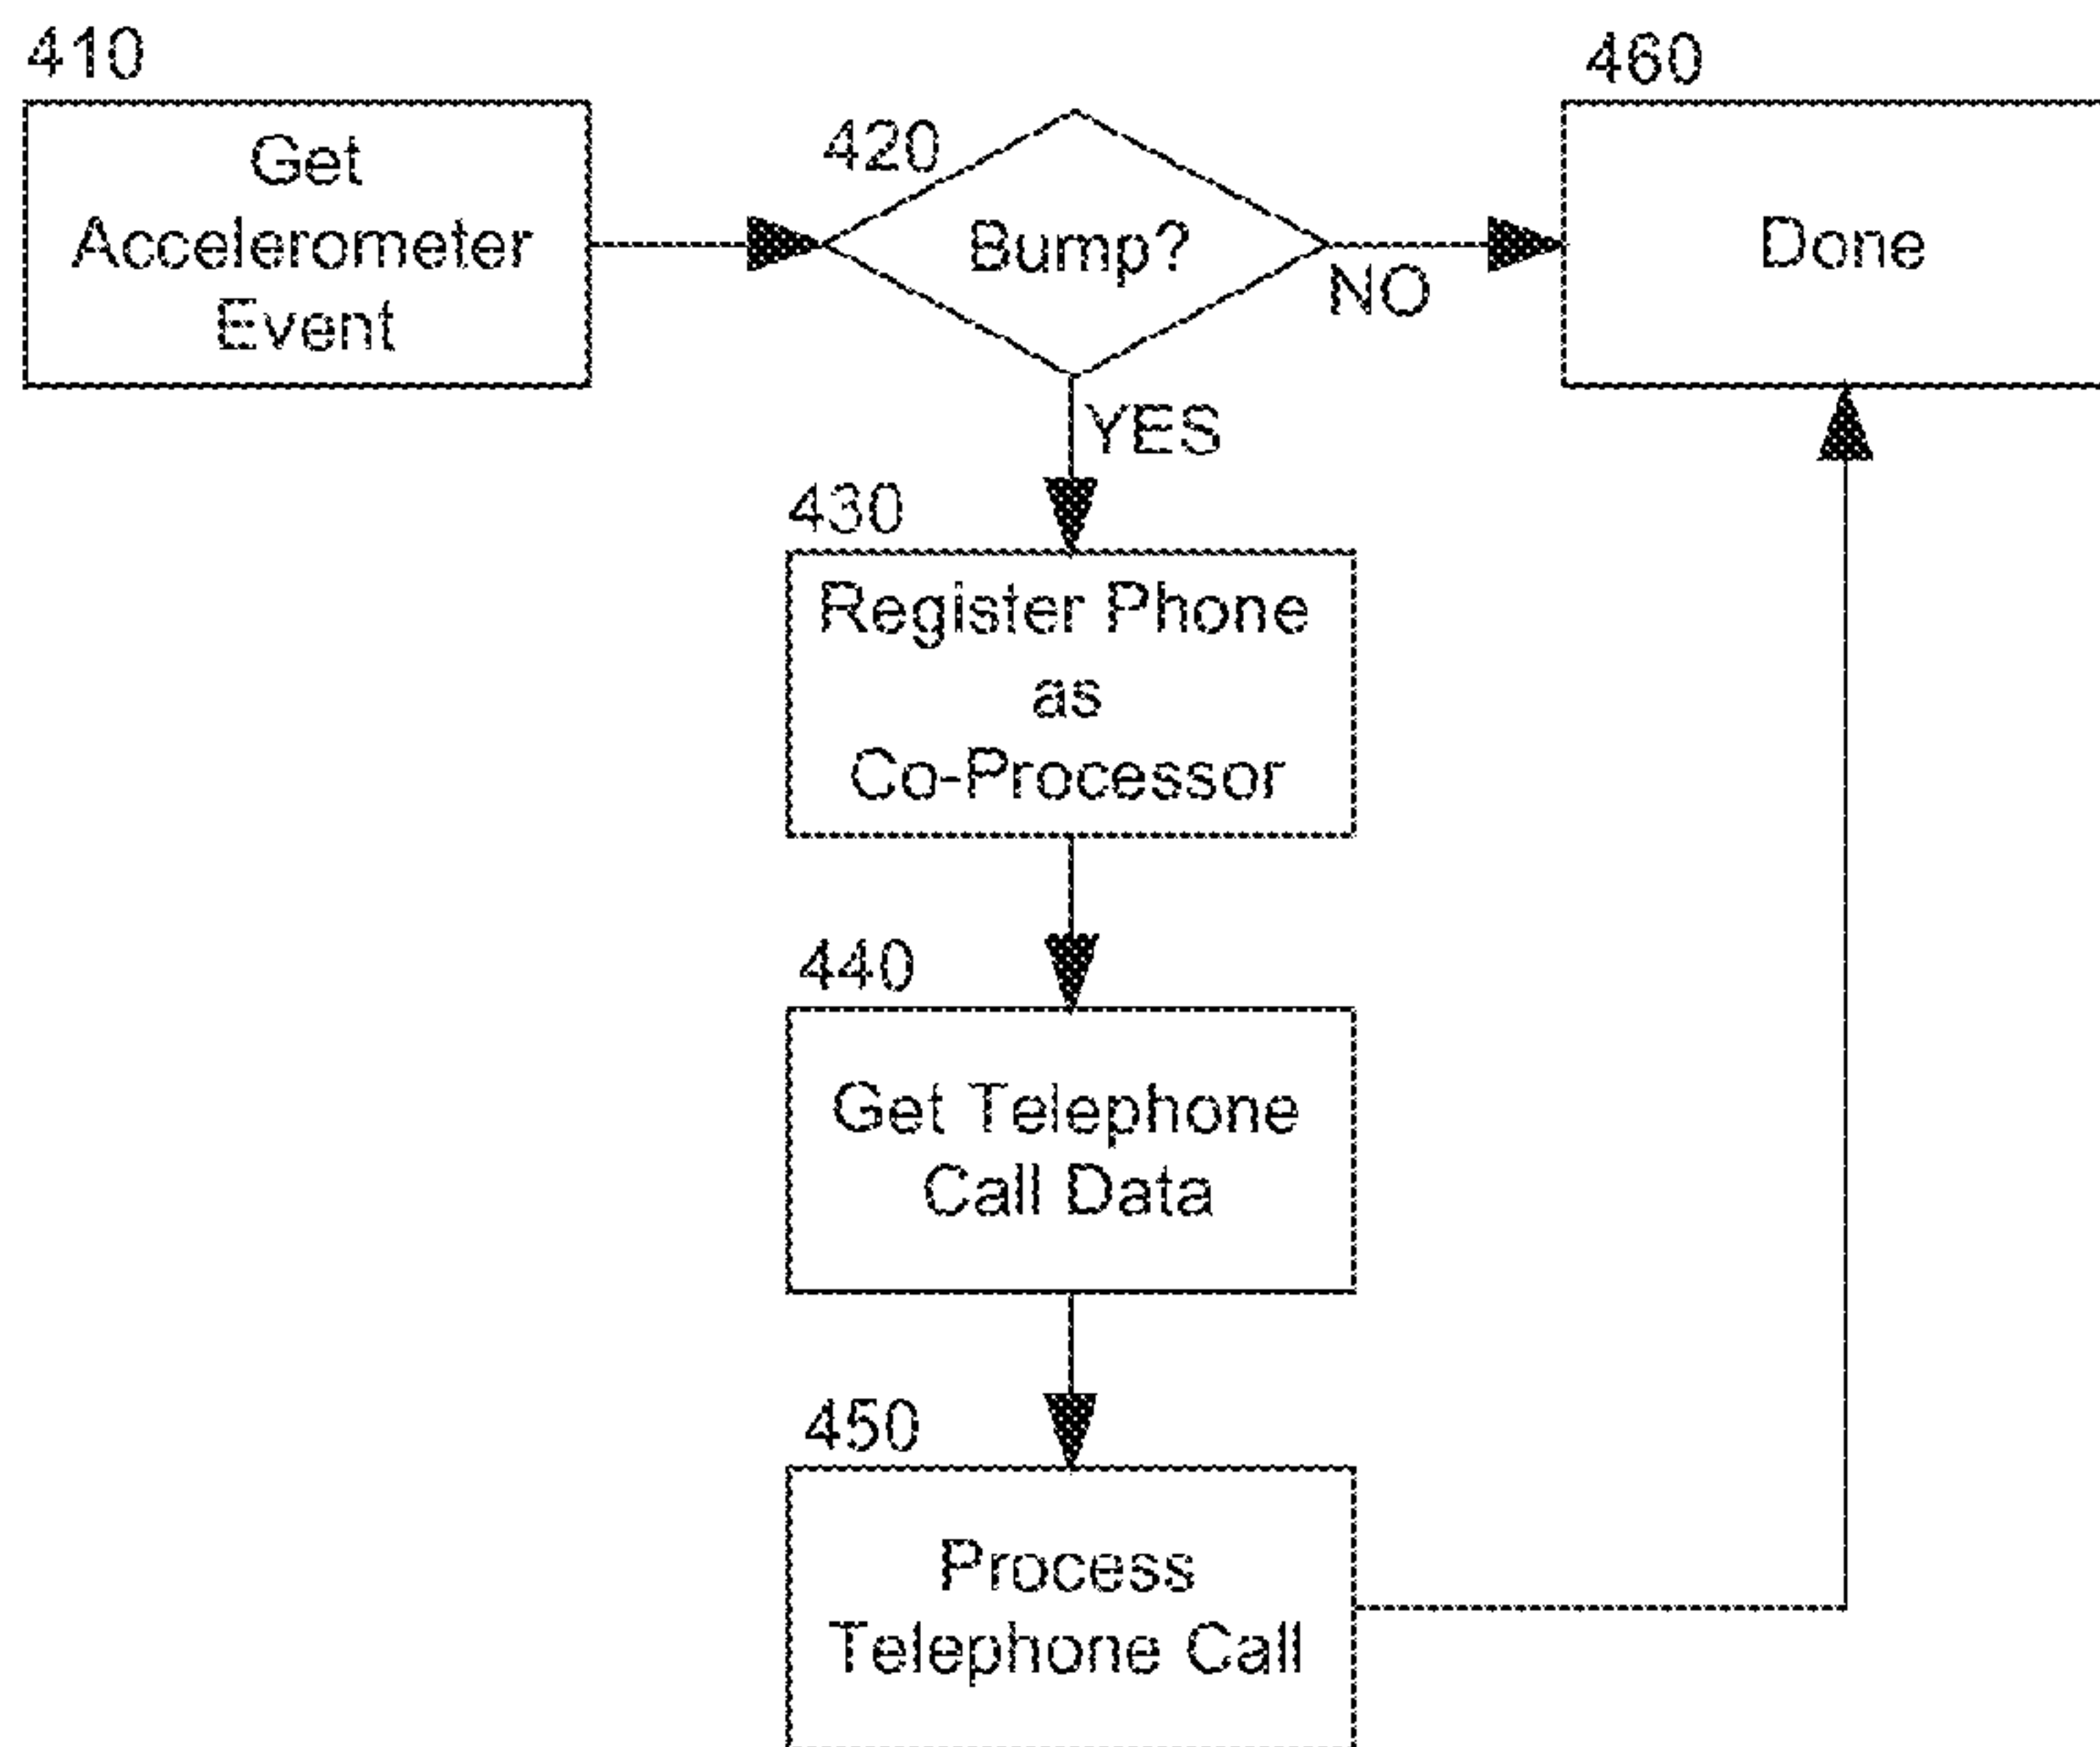 410
Get
Accelerometer
Event
420
Bump?
NO
YES
460
Done
430
Register Phone
as
Co-Processor
440
Get Telephone
Call Data
450
Process
Telephone Call